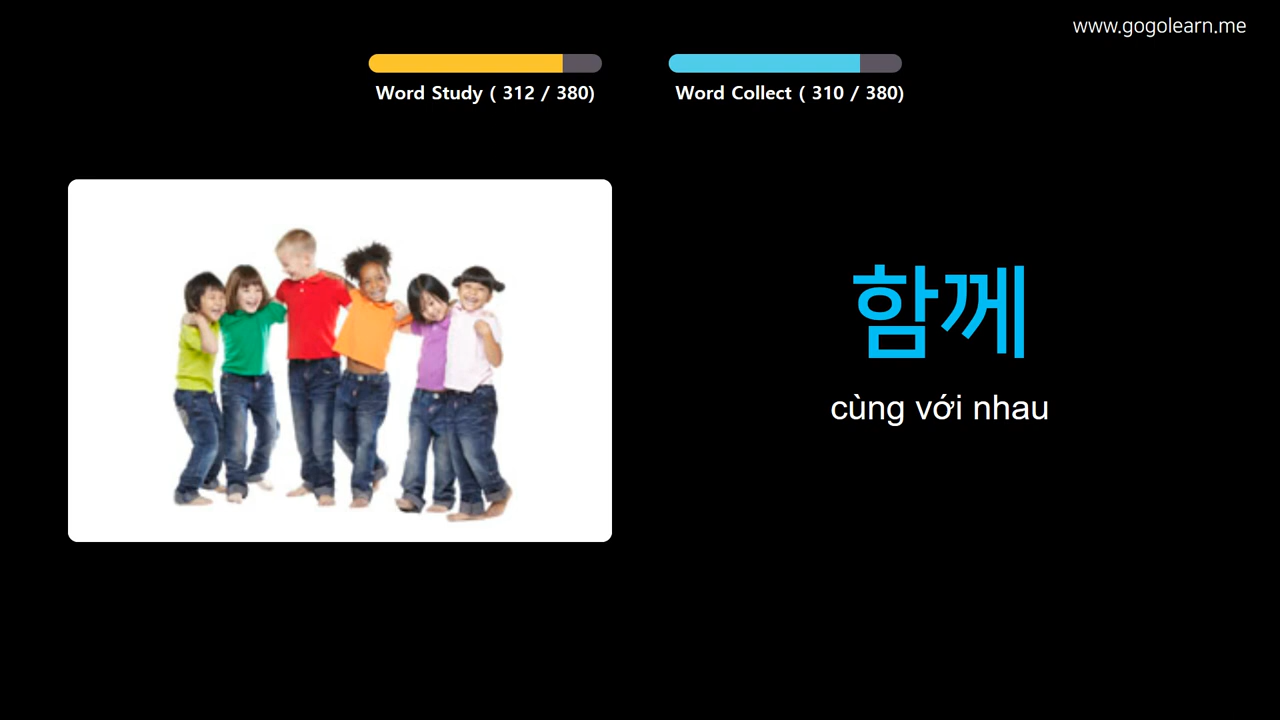 www.gogolearn.me
Word Study ( 312 / 380)
Word Collect ( 310 / 380)
함께
cùng với nhau